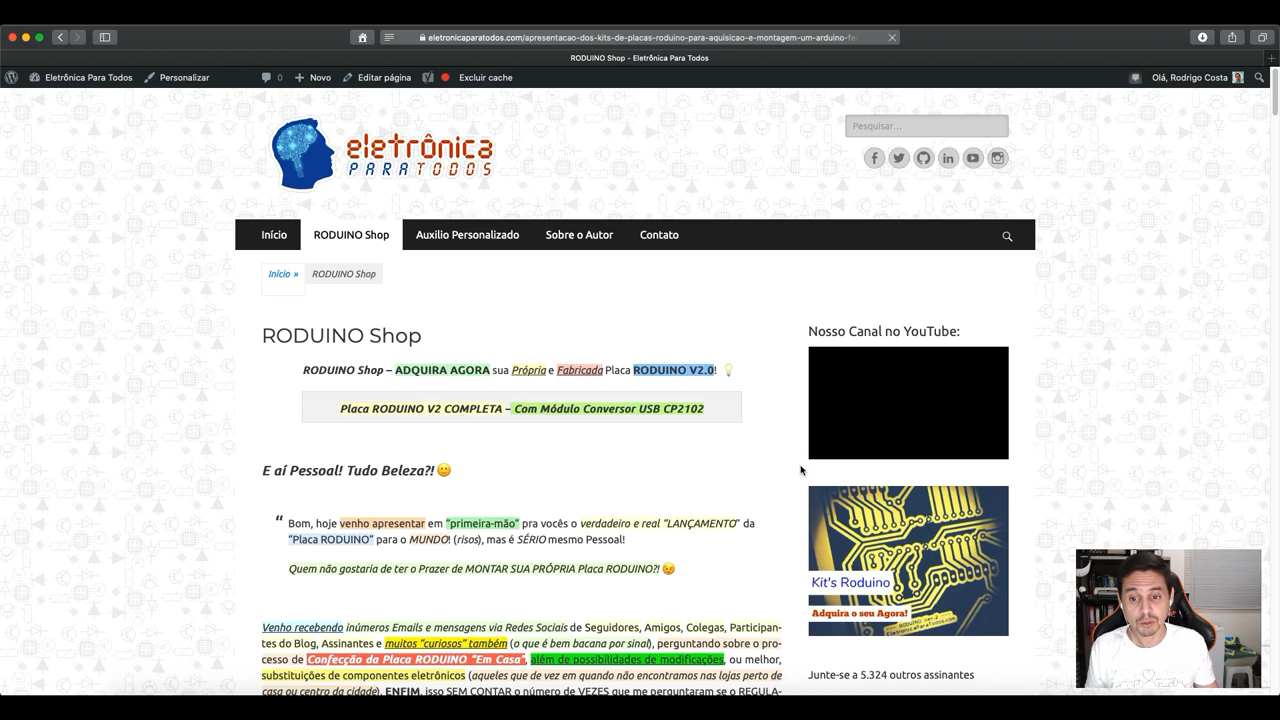 eletronicaparatodos.com/apresentacao-dos-kits-de-placas-roduino-para-aquisicao-e-montagem-um-arduino-fe
RODUINO Shop - Eletrônica Para Todos
Eletrônica Para Todos Personalizar 0 Novo Editar página Excluir cache Olá, Rodrigo Costa
eletrônica
PARA TODOS
Pesquisar...
Início RODUINO Shop Auxilio Personalizado Sobre o Autor Contato
Início » RODUINO Shop
RODUINO Shop
RODUINO Shop – ADQUIRA AGORA sua Própria e Fabricada Placa RODUINO V2.0!
Placa RODUINO V2 COMPLETA – Com Módulo Conversor USB CP2102
E aí Pessoal! Tudo Beleza?!
“ Bom, hoje venho apresentar em “primeira-mão” pra vocês o verdadeiro e real “LANÇAMENTO” da
“Placa RODUINO” para o MUNDO! (risos), mas é SÉRIO mesmo Pessoal!
Quem não gostaria de ter o Prazer de MONTAR SUA PRÓPRIA Placa RODUINO?!
Venho recebendo inúmeros Emails e mensagens via Redes Sociais de Seguidores, Amigos, Colegas, Participan-
tes do Blog, Assinantes e muitos “curiosos” também (o que é bem bacana por sinal), perguntando sobre o pro-
cesso de Confecção da Placa RODUINO “Em Casa”, além de possibilidades de modificações, ou melhor,
substituições de componentes eletrônicos (aqueles que de vez em quando não encontramos nas lojas perto de
casa ou centro da cidade), ENFIM, isso SEM CONTAR o número de VEZES que me perguntaram se o REGULA-
Nosso Canal no YouTube:
Kit's Roduino
Adquira o seu Agora!
RODUINO Ver.2
EletronicaParaTodos.com
Junte-se a 5.324 outros assinantes